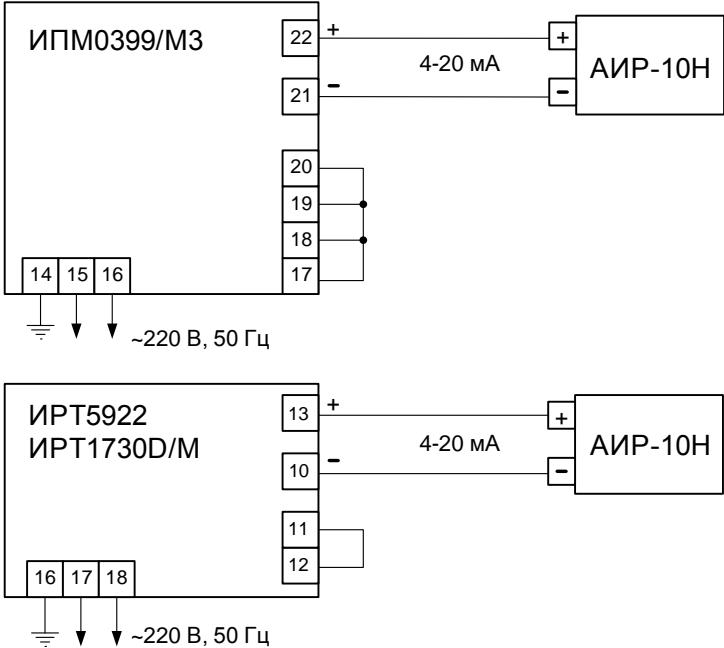 ИПМ0399/М3
22
+
4-20 мА
+
АИР-10Н
21
–
–
20
19
18
17
14 15 16
~220 В, 50 Гц
ИРТ5922
ИРТ1730D/М
13
+
4-20 мА
+
АИР-10Н
10
–
–
11
12
16 17 18
~220 В, 50 Гц